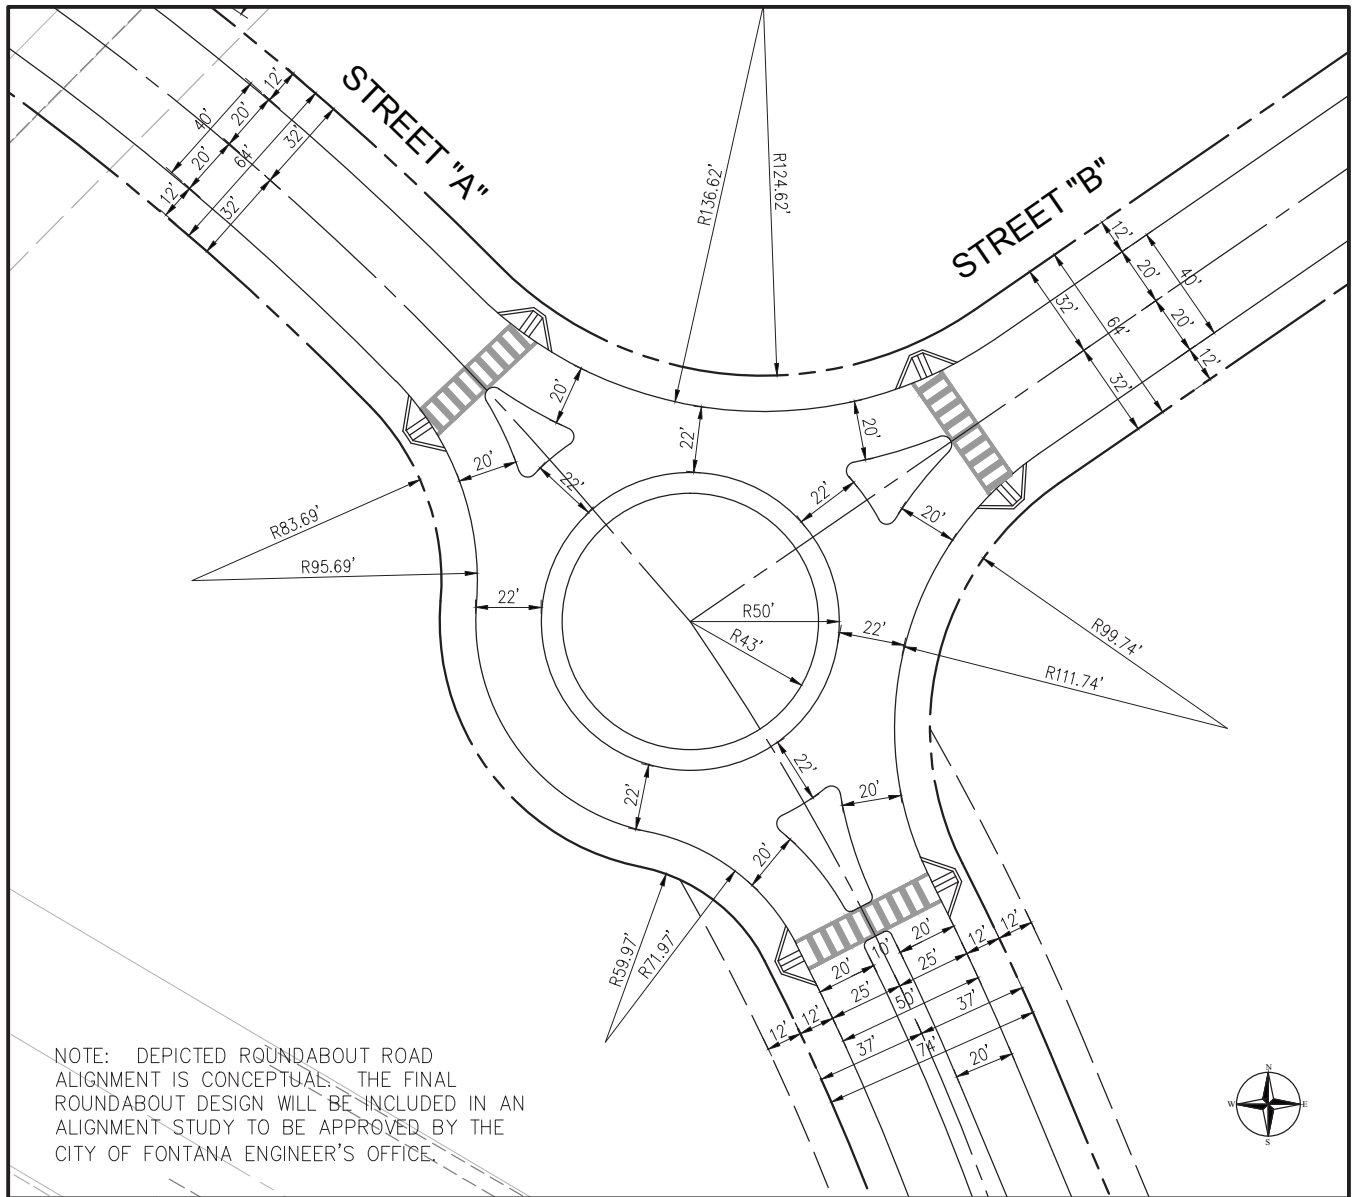 STREET "A"
12'
40'
20'
64'
32'
20'
12'
32'
R136.62'
R124.62'
STREET "B"
12'
20'
40'
32'
64'
20'
12'
32'
20'
20'
22'
22'
20'
22'
20'
R83.69'
R95.69'
22'
R50'
R43'
22'
R99.74'
R111.74'
22'
22'
20'
20'
R59.97'
R71.97'
20'
10'
20'
12'
12'
25'
25'
50'
37'
12'
12'
37'
74'
20'
NOTE: DEPICTED ROUNDABOUT ROAD
ALIGNMENT IS CONCEPTUAL. THE FINAL
ROUNDABOUT DESIGN WILL BE INCLUDED IN AN
ALIGNMENT STUDY TO BE APPROVED BY THE
CITY OF FONTANA ENGINEER'S OFFICE.
N
W E
S